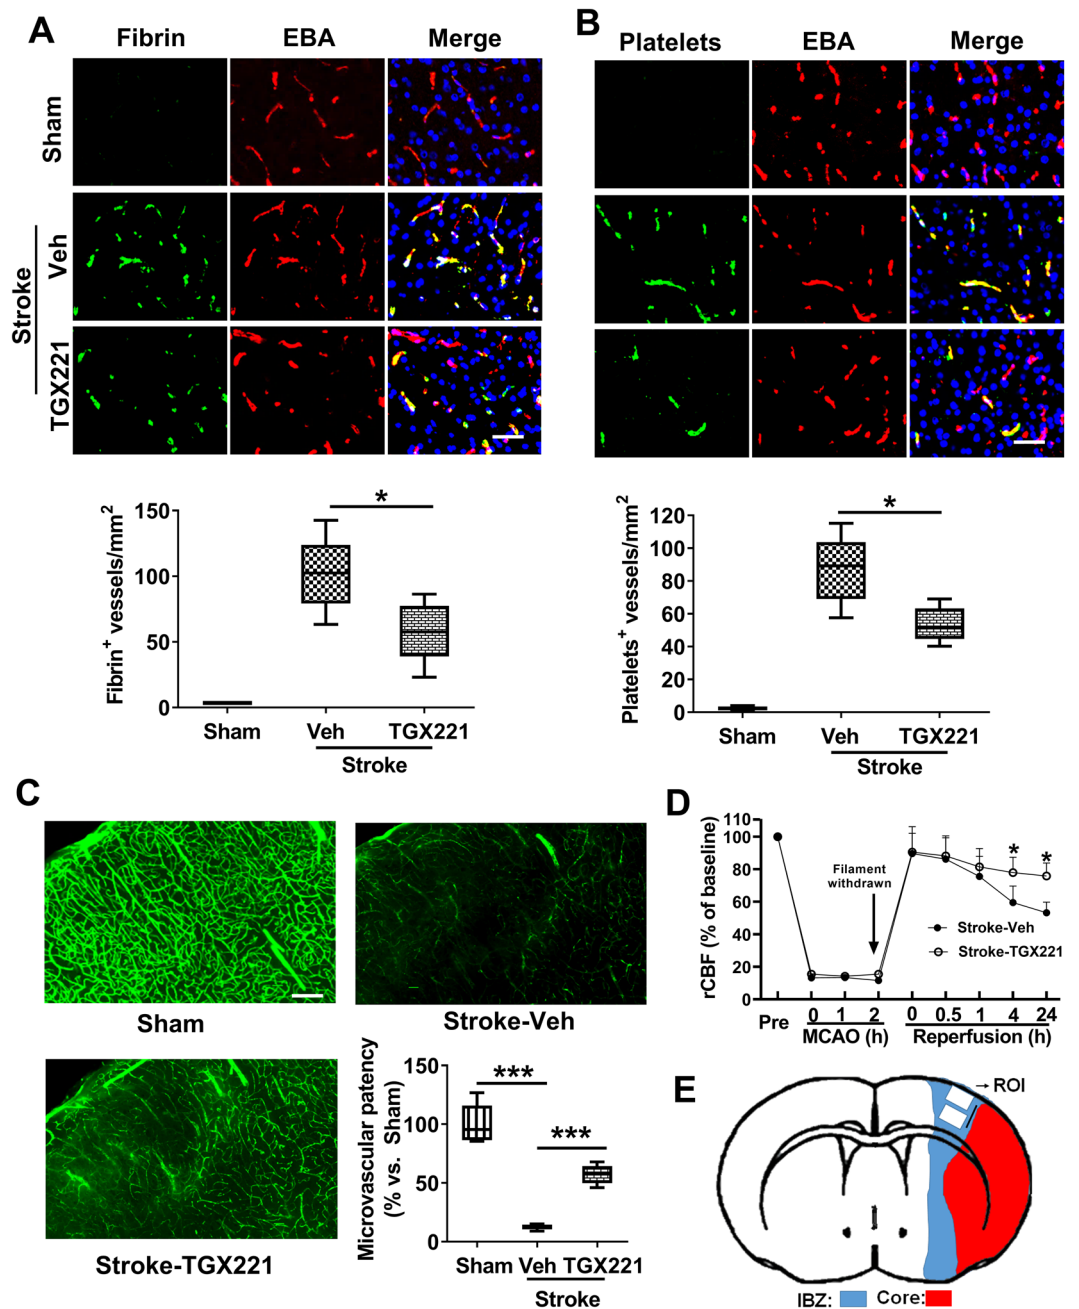 A
Fibrin EBA Merge
Sham
Stroke
Veh
TGX221
B
Platelets EBA Merge
Fibrin+ vessels/mm2
150
100
50
0
*
Sham Veh TGX221
Stroke
Platelets+ vessels/mm2
120
100
80
60
40
20
0
*
Sham Veh TGX221
Stroke
C
Sham
Stroke-Veh
Stroke-TGX221
Microvascular patency
(% vs. Sham)
150
100
50
0
***
***
Sham Veh TGX221
Stroke
D
rCBF (% of baseline)
110
100
80
60
40
20
0
Filament
withdrawn
* *
Stroke-Veh
Stroke-TGX221
Pre 0 1 2 0 0.5 1 4 24
MCAO (h) Reperfusion (h)
E
→ ROI
IBZ: Core: